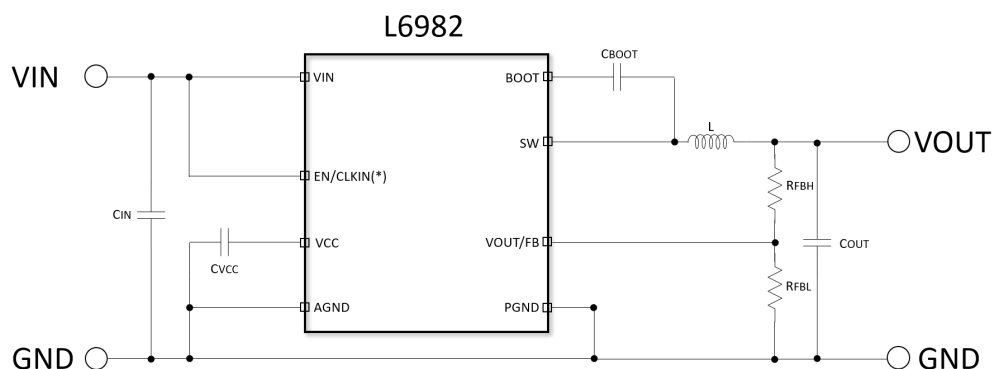 L6982
VIN
VIN
BOOT
CBOOT
SW
L
VOUT
EN/CLKIN(*)
RFBH
CIN
VCC
VOUT/FB
COUT
CVCC
RFBL
AGND
PGND
GND
GND